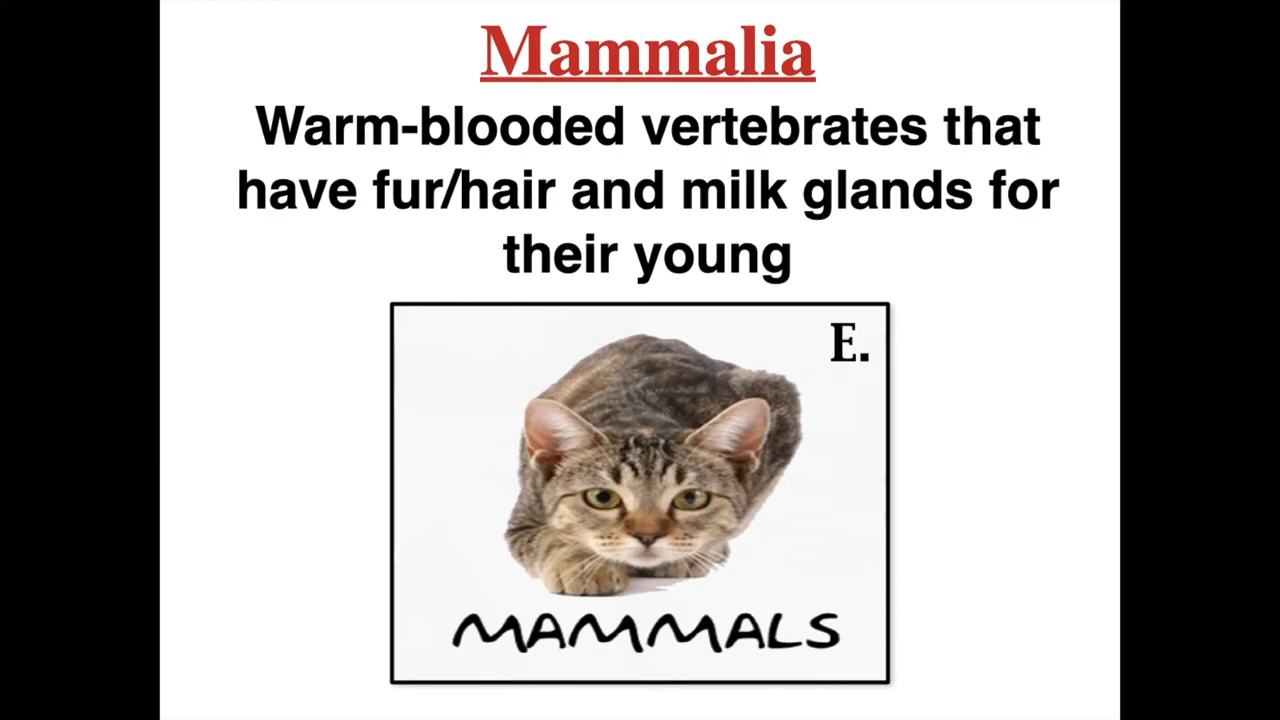 Mammalia
Warm-blooded vertebrates that
have fur/hair and milk glands for
their young
E.
MAMMALS